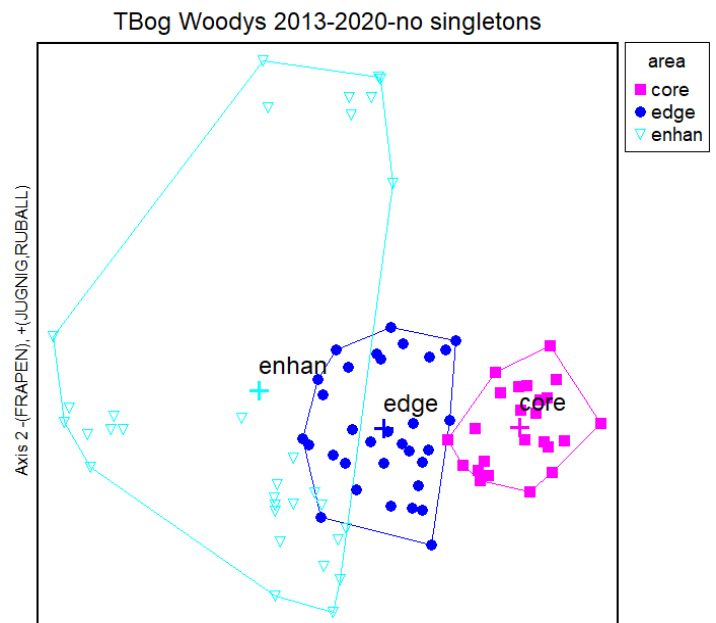 TBog Woodys 2013-2020-no singletons
area
core
edge
enhan
Axis 2 -(FRAPEN), +(JUGNIG,RUBALL)
enhan
edge
core